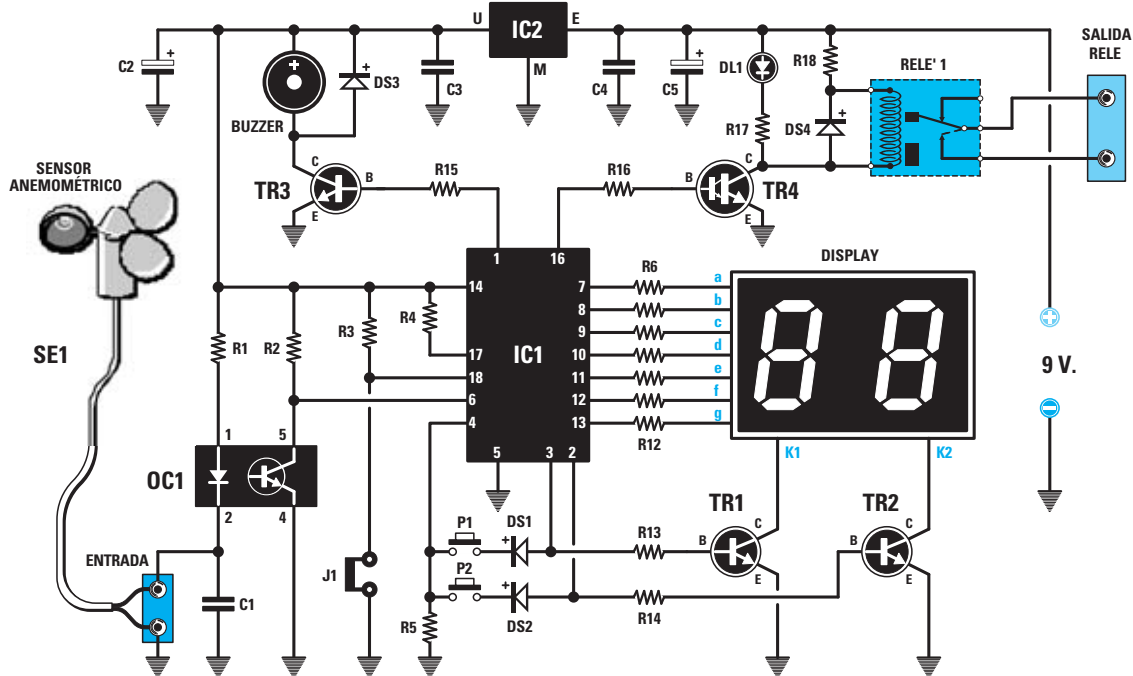 U
IC2
E
M
C2
+
+
BUZZER
+
DS3
C3
C4
+
C5
DL1
R18
R17
+
DS4
RELE' 1
SALIDA
RELE
SENSOR
ANEMOMÉTRICO
SE1
C
TR3
B
E
R15
R16
B
C
TR4
E
1
16
14
17
18
6
4
IC1
5
3
2
7
8
9
10
11
12
13
R6
R12
a
b
c
d
e
f
g
DISPLAY
88
K1
K2
9 V.
+
−
R1
R2
R3
R4
1
5
OC1
2
4
ENTRADA
C1
J1
P1
+
DS1
P2
+
DS2
R5
R13
R14
TR1
B
C
E
TR2
B
C
E